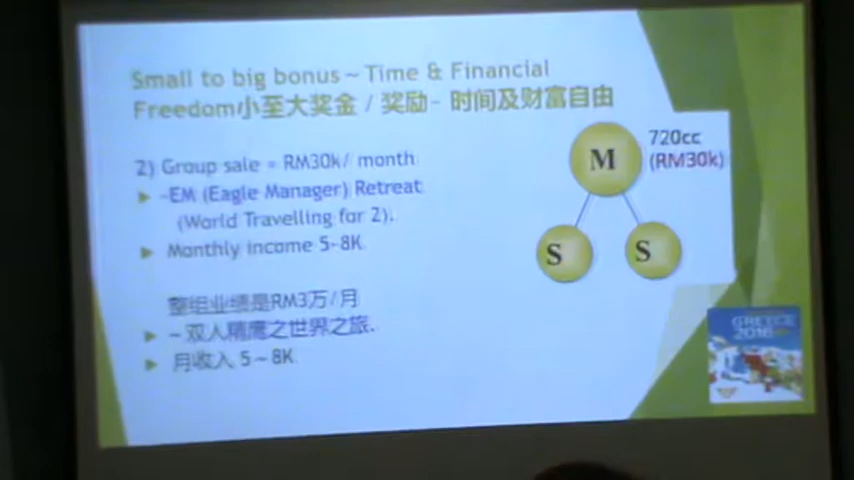 Small to big bonus ~ Time & Financial
Freedom小至大奖金 / 奖励- 时间及财富自由
2) Group sale = RM30k/ month
-EM (Eagle Manager) Retreat
(World Travelling for 2).
Monthly income 5-8K
整组业绩是RM3万/月
- 双人精鹰之世界之旅.
月收入 5~8K
M
720cc
(RM30k)
S
S
GREECE
2016